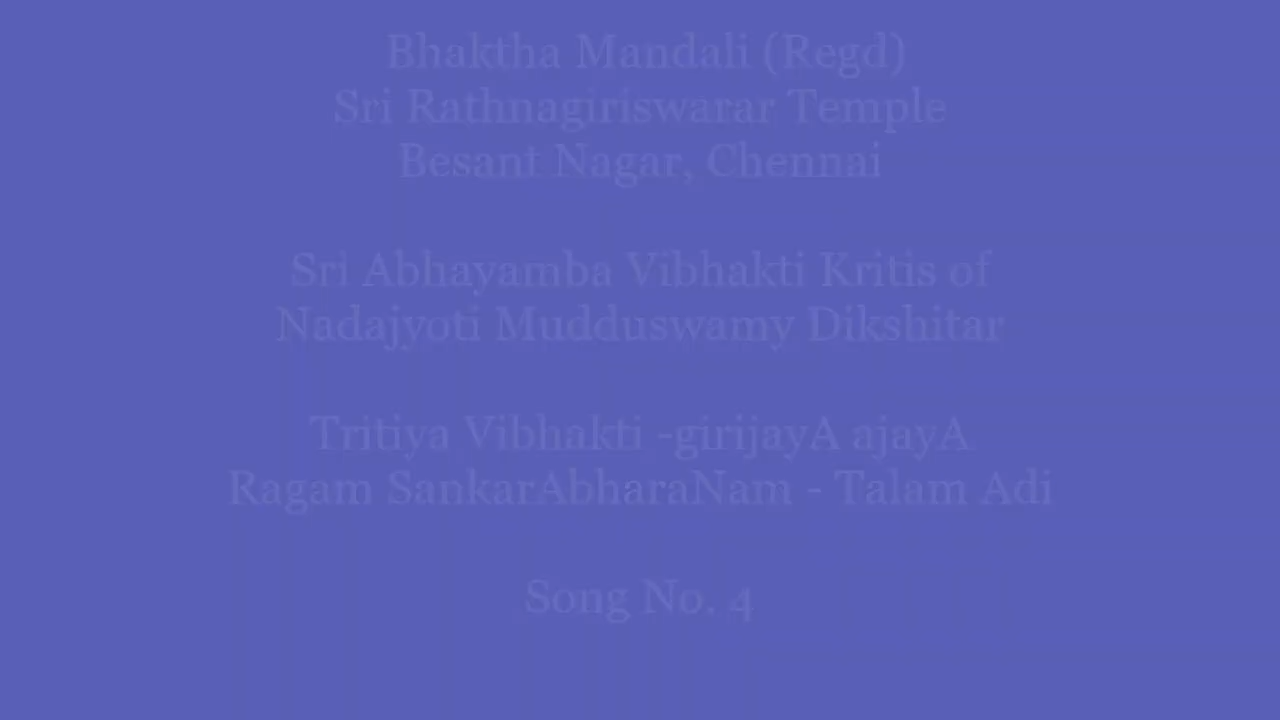 Bhaktha Mandali (Regd)
Sri Rathnagiriswarar Temple
Besant Nagar, Chennai
Sri Abhayamba Vibhakti Kritis of
Nadajyoti Mudduswamy Dikshitar
Tritiya Vibhakti -girijayA ajayA
Ragam SankarAbharaNam - Talam Adi
Song No. 4